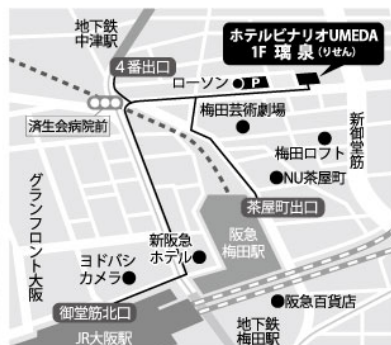 地下鉄
中津駅
ホテルビナリオUMEDA
1F 璃泉(りせん)
4番出口
ローソン
P
済生会病院前
梅田芸術劇場
新御堂筋
梅田ロフト
NU茶屋町
茶屋町出口
グランフロント大阪
新阪急
ホテル
阪急
梅田駅
ヨドバシ
カメラ
御堂筋北口
JR大阪駅
阪急百貨店
地下鉄
梅田駅